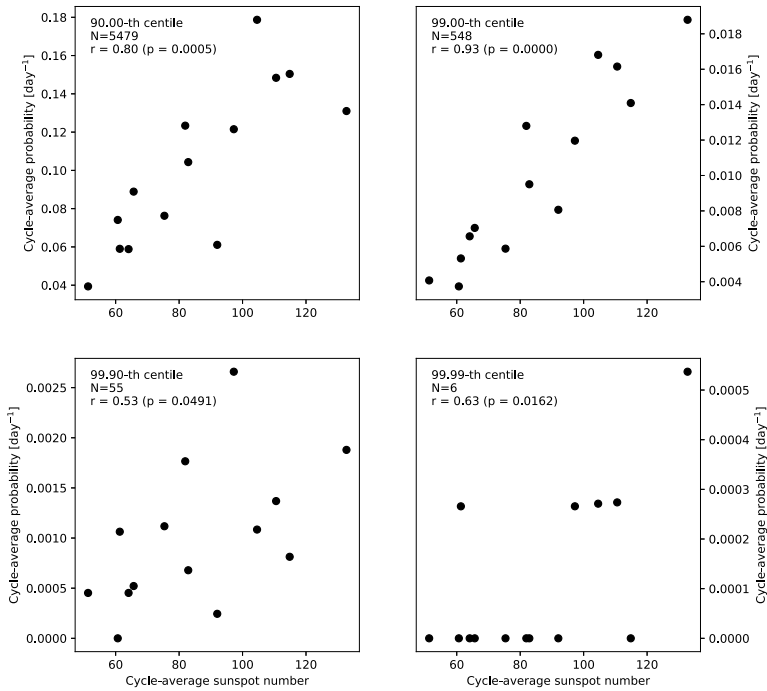 90.00-th centile
N=5479
r = 0.80 (p = 0.0005)
0.18
0.16
0.14
0.12
0.10
0.08
0.06
0.04
60
80
100
120
Cycle-average probability [day⁻¹]
99.00-th centile
N=548
r = 0.93 (p = 0.0000)
0.018
0.016
0.014
0.012
0.010
0.008
0.006
0.004
60
80
100
120
Cycle-average probability [day⁻¹]
99.90-th centile
N=55
r = 0.53 (p = 0.0491)
0.0025
0.0020
0.0015
0.0010
0.0005
0.0000
60
80
100
120
Cycle-average probability [day⁻¹]
Cycle-average sunspot number
99.99-th centile
N=6
r = 0.63 (p = 0.0162)
0.0005
0.0004
0.0003
0.0002
0.0001
0.0000
60
80
100
120
Cycle-average probability [day⁻¹]
Cycle-average sunspot number